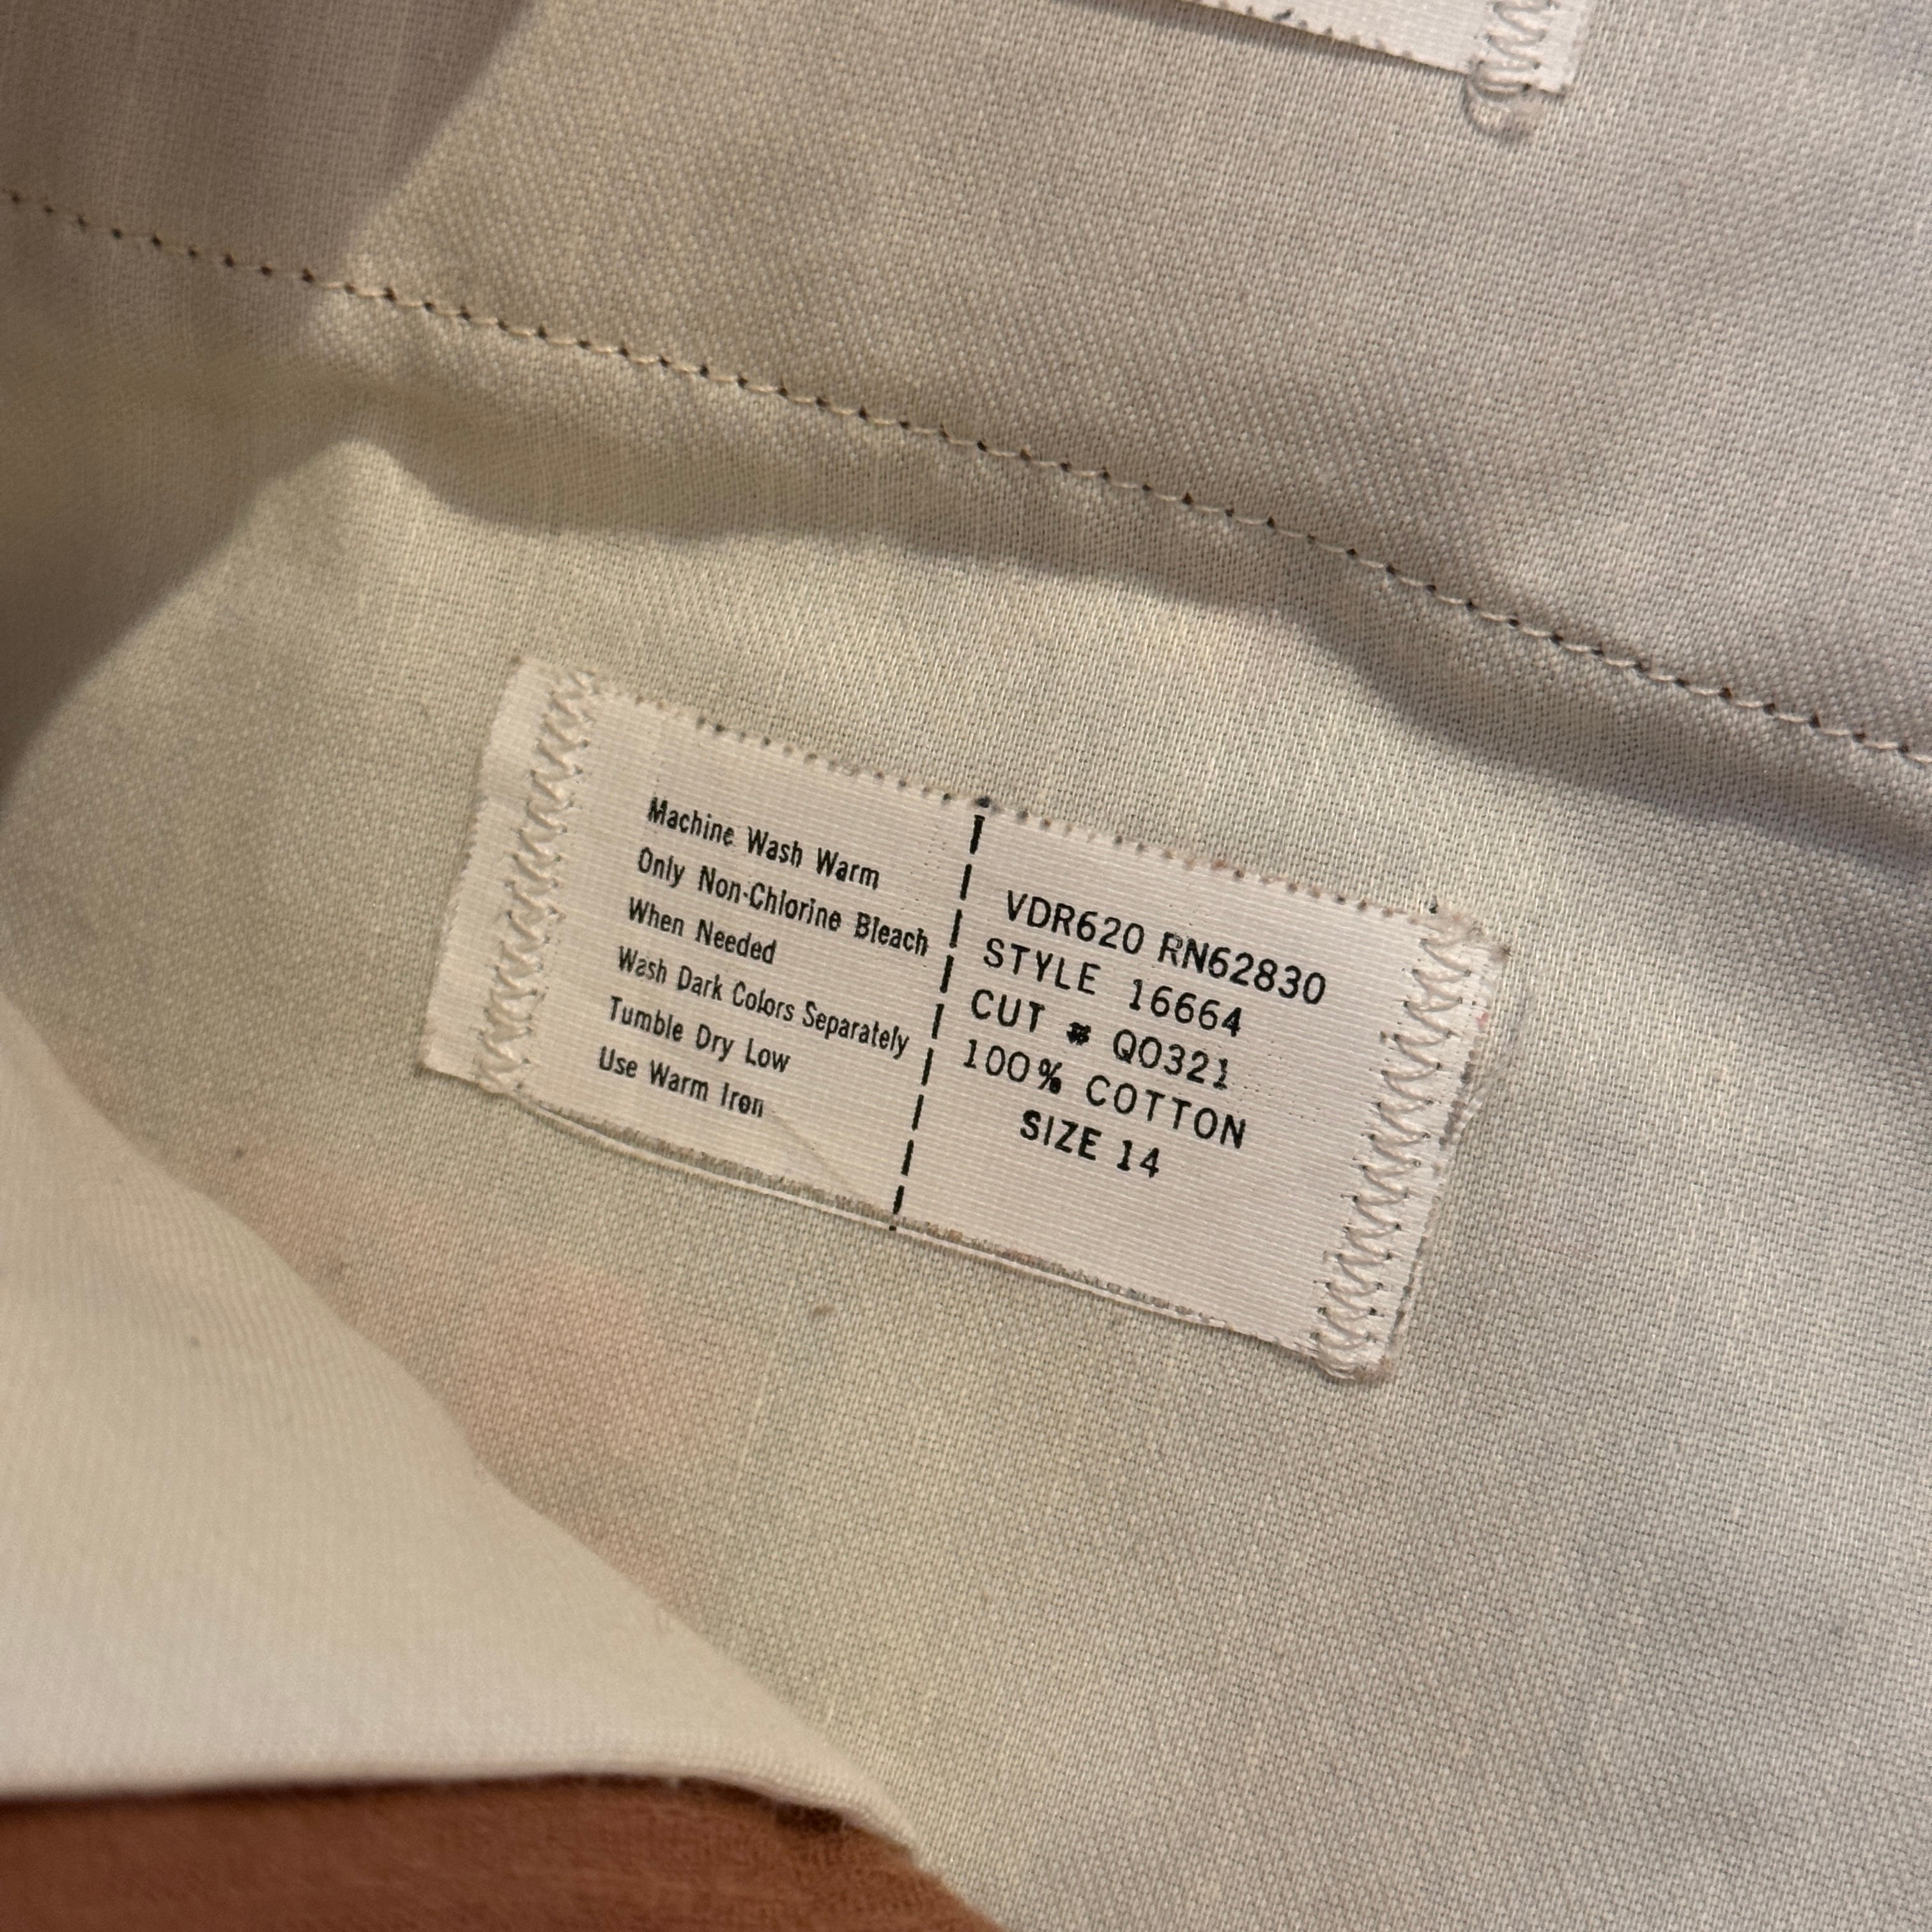 Machine Wash Warm
Only Non-Chlorine Bleach
When Needed
Wash Dark Colors Separately
Tumble Dry Low
Use Warm Iron
VDR620 RN62830
STYLE 16664
CUT # Q0321
100% COTTON
SIZE 14